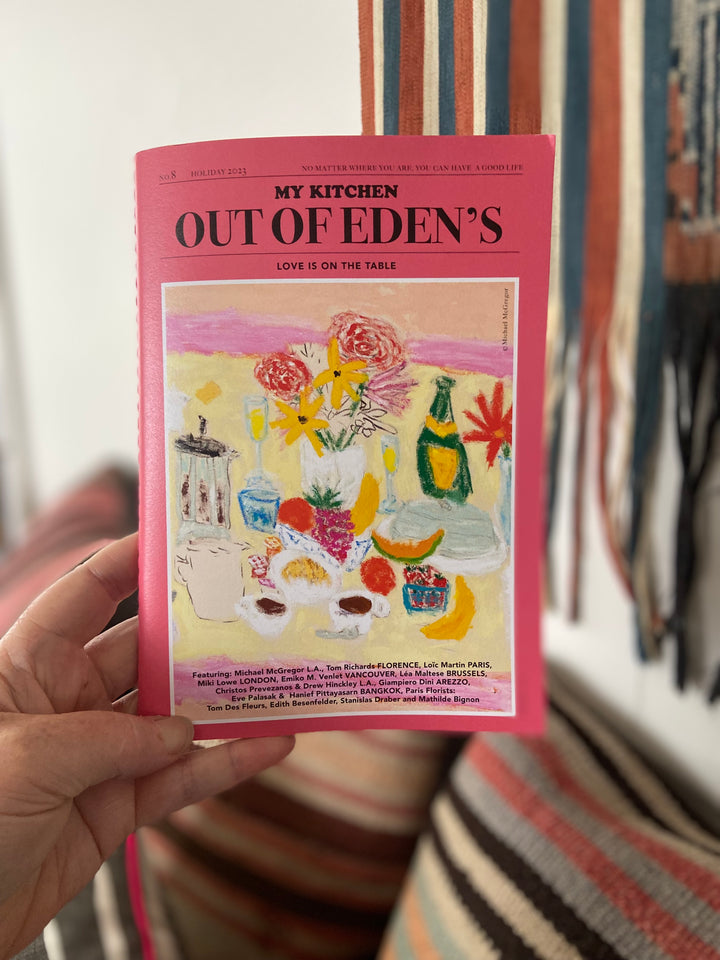 NO.8 HOLIDAY 2023 NO MATTER WHERE YOU ARE, YOU CAN HAVE A GOOD LIFE
MY KITCHEN
OUT OF EDEN'S
LOVE IS ON THE TABLE
©Michael McGregor
Featuring: Michael McGregor L.A., Tom Richards FLORENCE, Loïc Martin PARIS,
Miki Lowe LONDON, Emiko M. Venlet VANCOUVER, Léa Maltese BRUSSELS,
Christos Prevezanos & Drew Hinckley L.A., Giampiero Dini AREZZO,
Eve Palasak & Hanief Pittayasarn BANGKOK, Paris Florists:
Tom Des Fleurs, Edith Besenfelder, Stanislas Draber and Mathilde Bignon